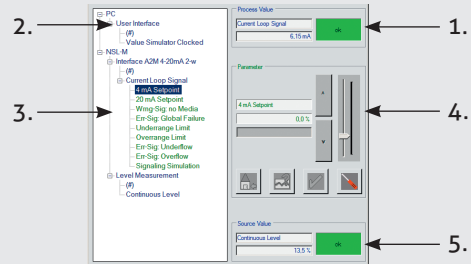 PC
User Interface
(#)
Value Simulator Clocked
NSL-M
Interface A2M 4-20mA 2-w
(#)
Current Loop Signal
4 mA Setpoint
20 mA Setpoint
Wrng-Sig: no Media
Err-Sig: Global Failure
Underrange Limit
Overrange Limit
Err-Sig: Underflow
Err-Sig: Overflow
Signaling Simulation
Level Measurement
(#)
Continuous Level
Process Value
Current Loop Signal
6,15 mA
ok
Parameter
4 mA Setpoint
0,0 %
Source Value
Continuous Level
13,5 %
ok
1.
2.
3.
4.
5.